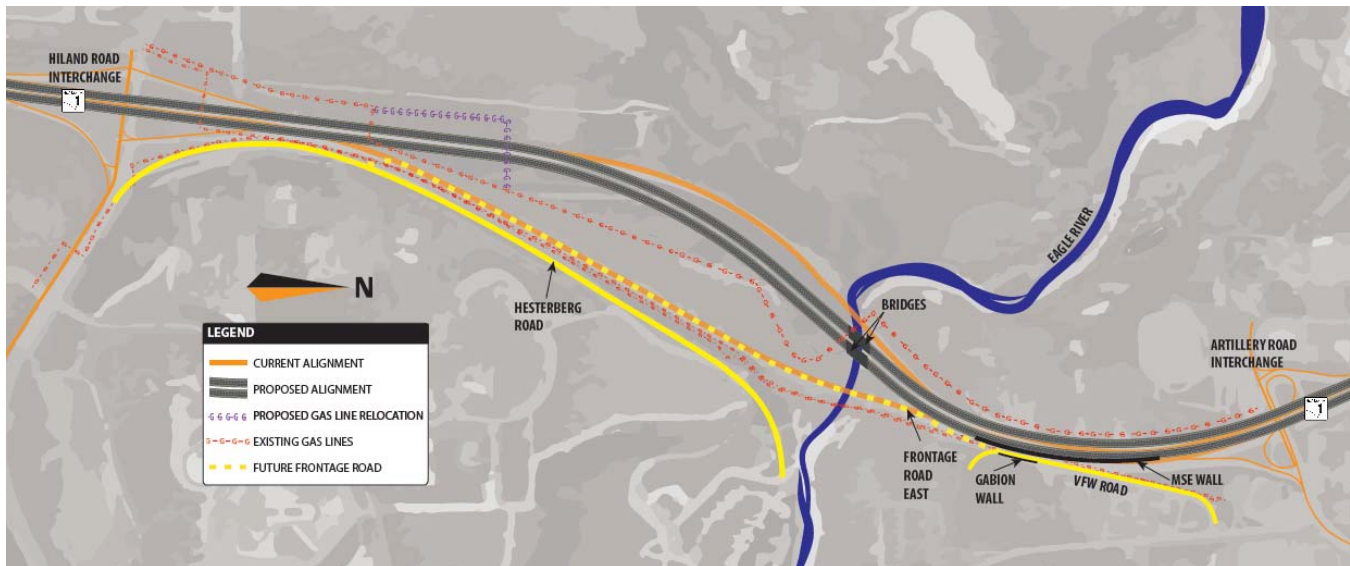 HILAND ROAD
INTERCHANGE
1
N
HESTERBERG
ROAD
EAGLE RIVER
BRIDGES
ARTILLERY ROAD
INTERCHANGE
1
FRONTAGE
ROAD
EAST
GABION
WALL
VFW ROAD
MSE WALL
LEGEND
CURRENT ALIGNMENT
PROPOSED ALIGNMENT
PROPOSED GAS LINE RELOCATION
EXISTING GAS LINES
FUTURE FRONTAGE ROAD